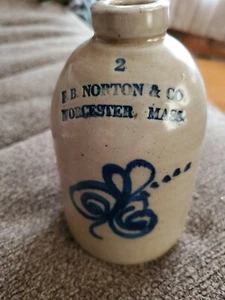 2
F. B. NORTON & CO
WORCESTER, MASS.